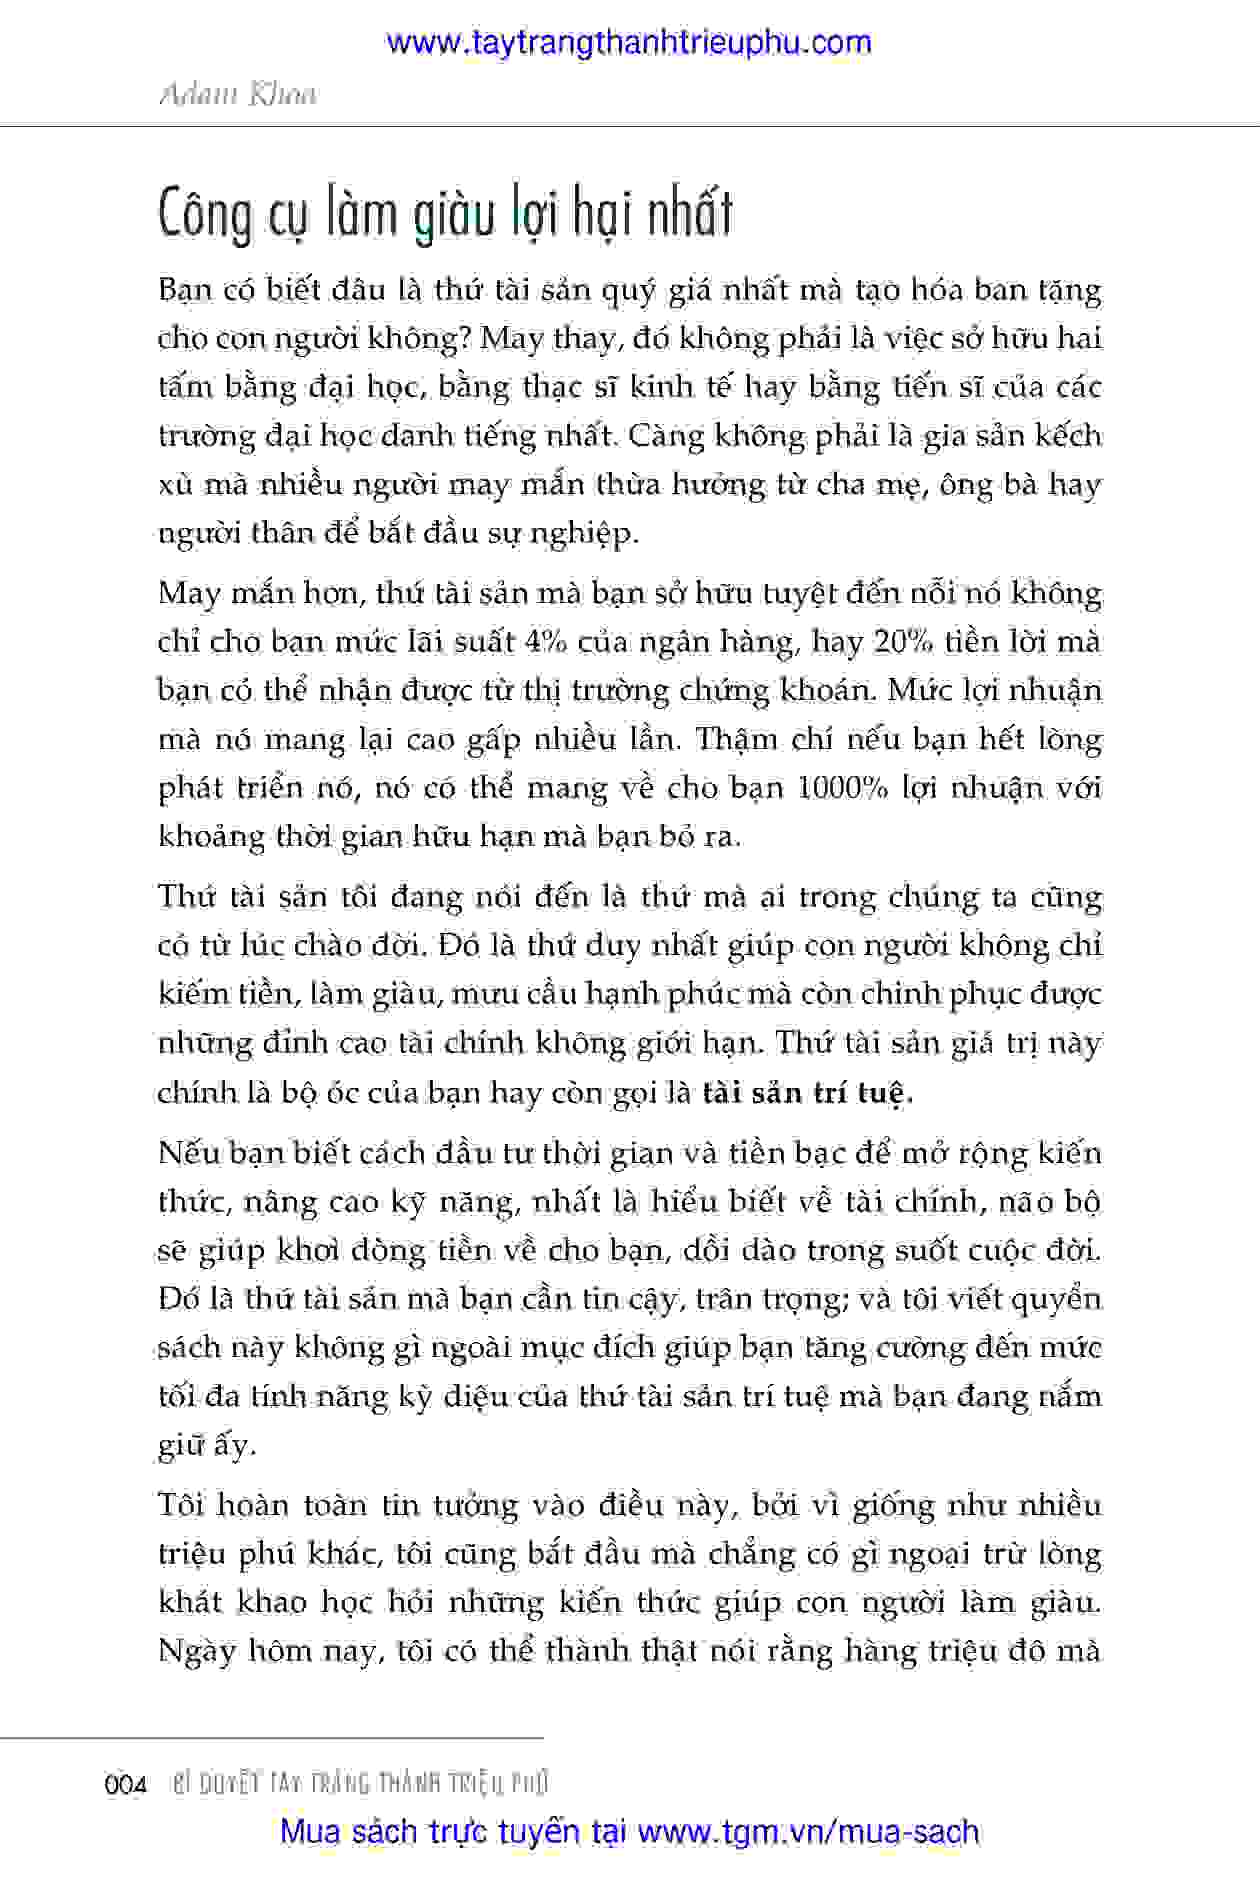 www.taytrangthanhtrieuphu.com
Adam Khoo
Công cụ làm giàu lợi hại nhất
Bạn có biết đâu là thứ tài sản quý giá nhất mà tạo hóa ban tặng
cho con người không? May thay, đó không phải là việc sở hữu hai
tấm bằng đại học, bằng thạc sĩ kinh tế hay bằng tiến sĩ của các
trường đại học danh tiếng nhất. Càng không phải là gia sản kếch
xù mà nhiều người may mắn thừa hưởng từ cha mẹ, ông bà hay
người thân để bắt đầu sự nghiệp.
May mắn hơn, thứ tài sản mà bạn sở hữu tuyệt đến nỗi nó không
chỉ cho bạn mức lãi suất 4% của ngân hàng, hay 20% tiền lời mà
bạn có thể nhận được từ thị trường chứng khoán. Mức lợi nhuận
mà nó mang lại cao gấp nhiều lần. Thậm chí nếu bạn hết lòng
phát triển nó, nó có thể mang về cho bạn 1000% lợi nhuận với
khoảng thời gian hữu hạn mà bạn bỏ ra.
Thứ tài sản tôi đang nói đến là thứ mà ai trong chúng ta cũng
có từ lúc chào đời. Đó là thứ duy nhất giúp con người không chỉ
kiếm tiền, làm giàu, mưu cầu hạnh phúc mà còn chinh phục được
những đỉnh cao tài chính không giới hạn. Thứ tài sản giá trị này
chính là bộ óc của bạn hay còn gọi là tài sản trí tuệ.
Nếu bạn biết cách đầu tư thời gian và tiền bạc để mở rộng kiến
thức, nâng cao kỹ năng, nhất là hiểu biết về tài chính, não bộ
sẽ giúp khơi dòng tiền về cho bạn, dồi dào trong suốt cuộc đời.
Đó là thứ tài sản mà bạn cần tin cậy, trân trọng; và tôi viết quyển
sách này không gì ngoài mục đích giúp bạn tăng cường đến mức
tối đa tính năng kỳ diệu của thứ tài sản trí tuệ mà bạn đang nắm
giữ ấy.
Tôi hoàn toàn tin tưởng vào điều này, bởi vì giống như nhiều
triệu phú khác, tôi cũng bắt đầu mà chẳng có gì ngoại trừ lòng
khát khao học hỏi những kiến thức giúp con người làm giàu.
Ngày hôm nay, tôi có thể thành thật nói rằng hàng triệu đô mà
004 BÍ QUYẾT TAY TRẮNG THÀNH TRIỆU PHÚ
Mua sách trực tuyến tại www.tgm.vn/mua-sach